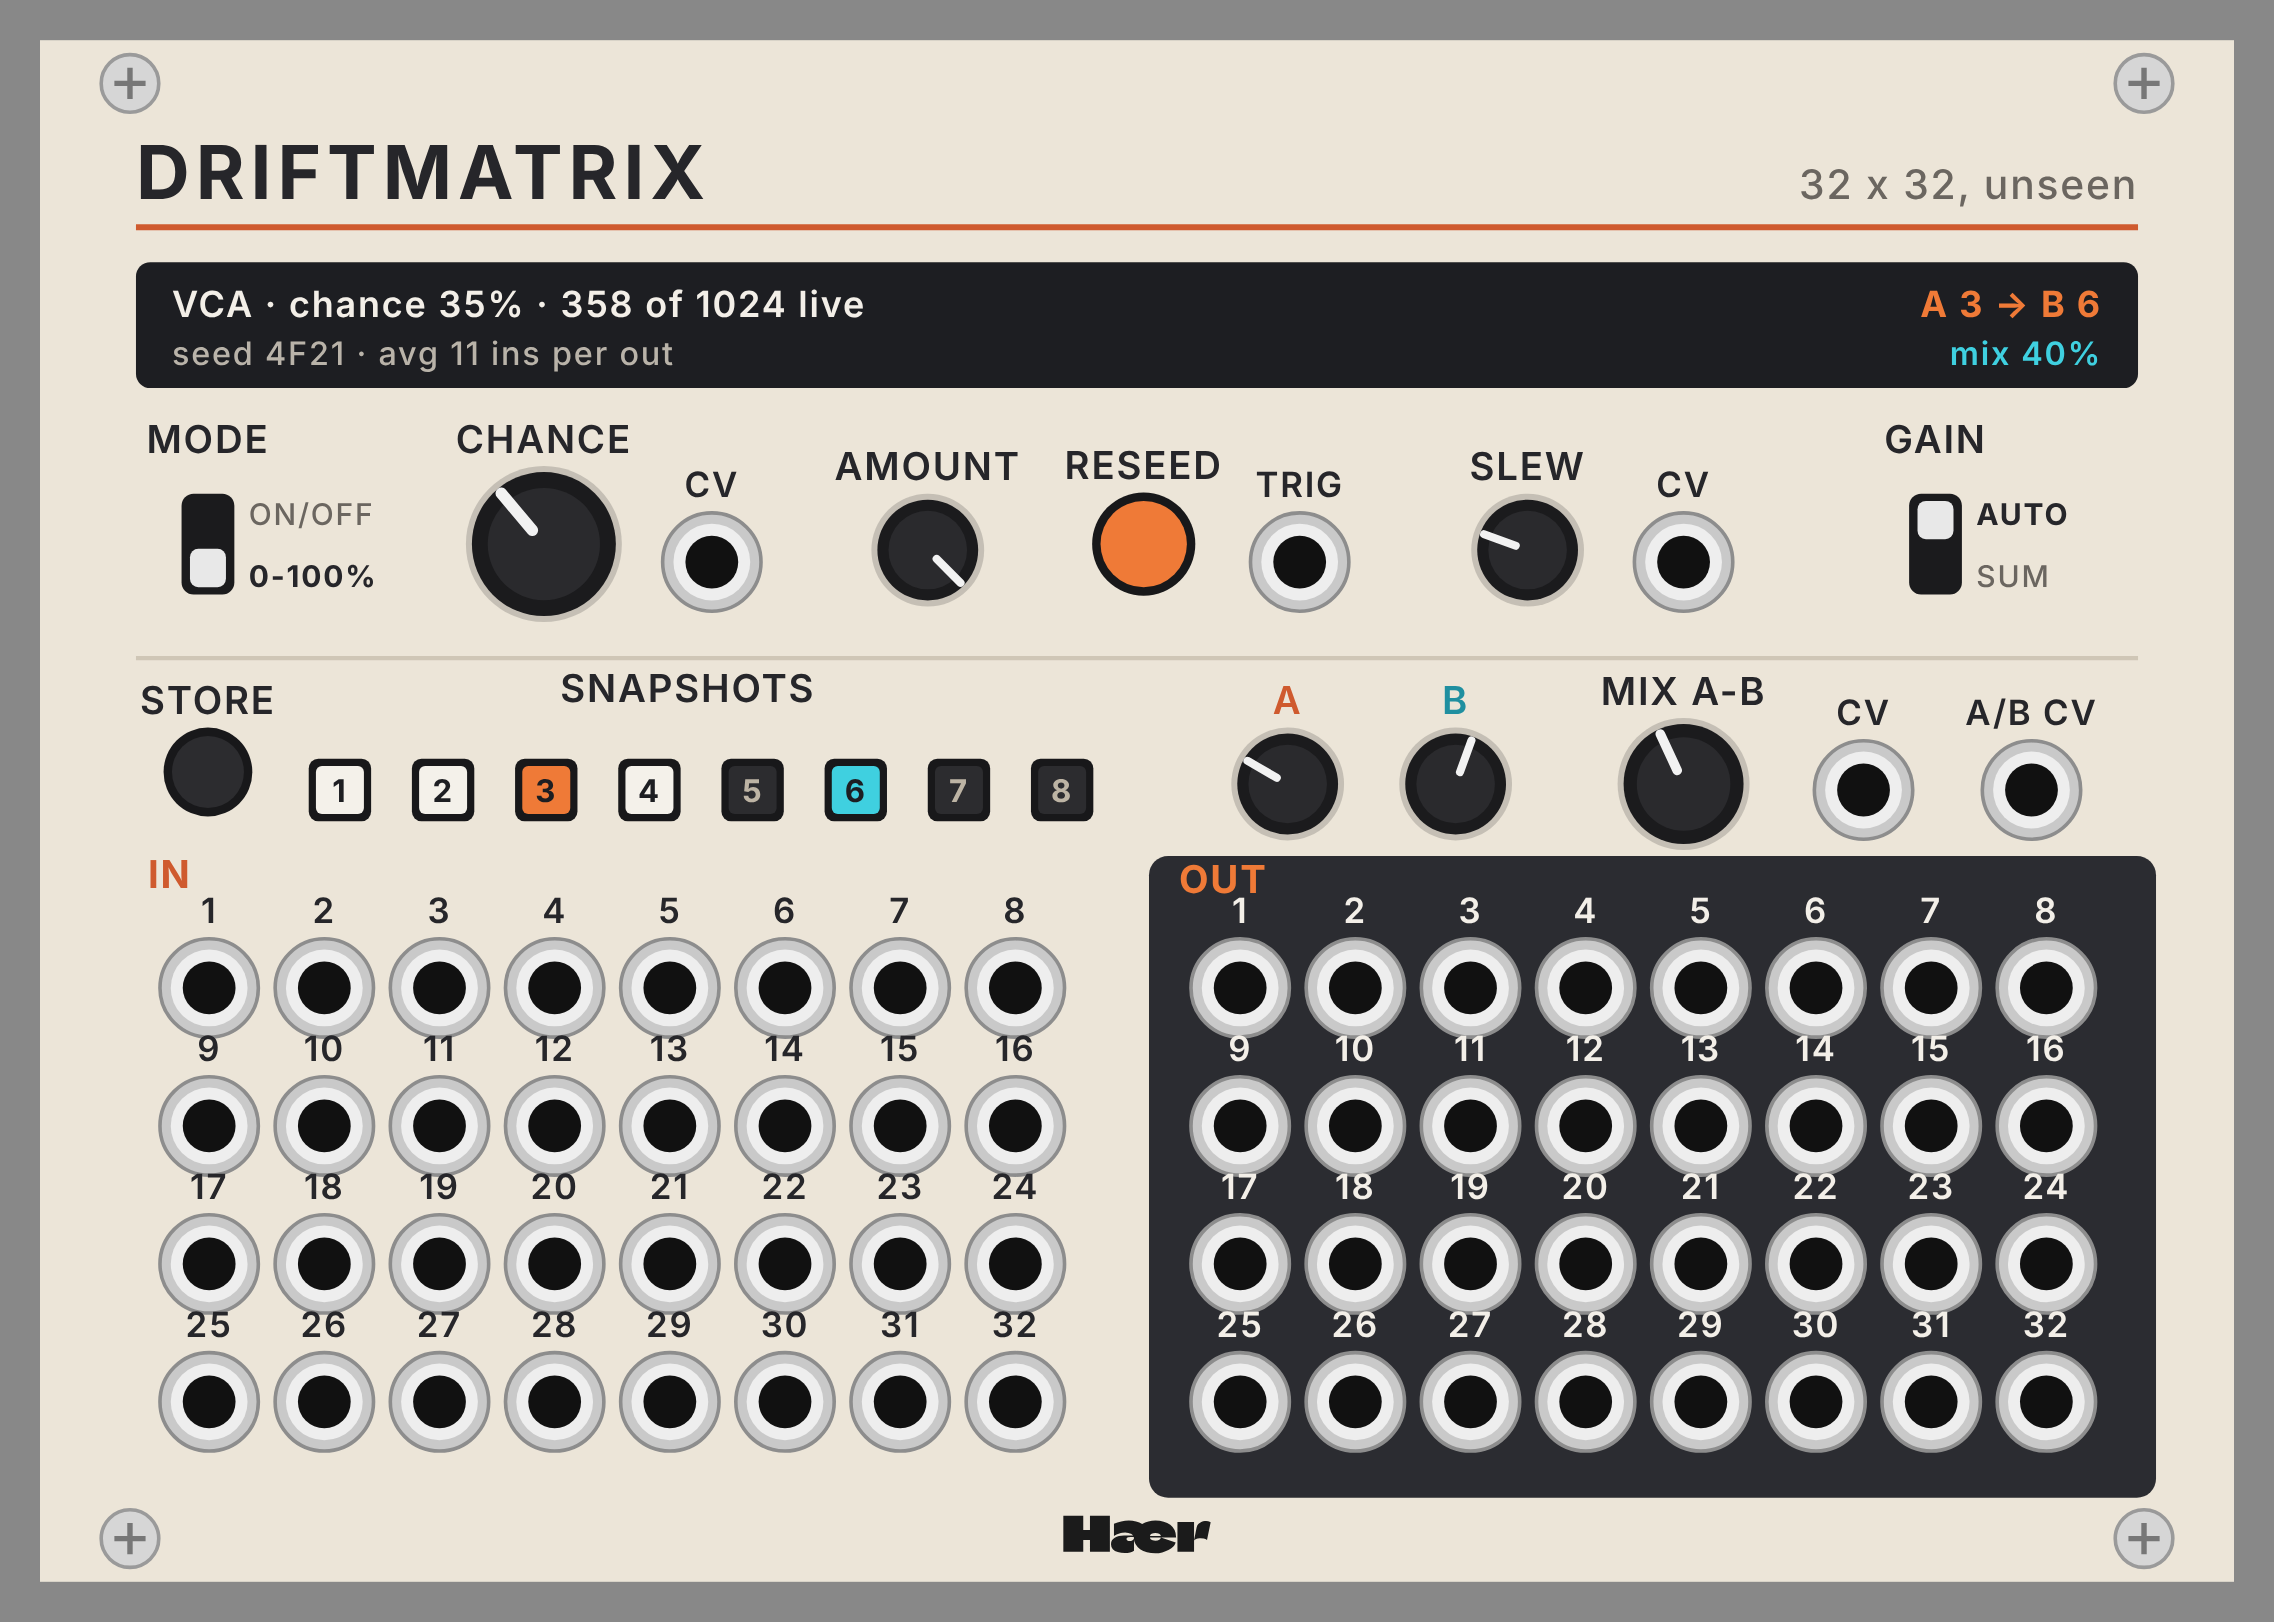 DRIFTMATRIX
32 x 32, unseen
VCA · chance 35% · 358 of 1024 live
A 3 → B 6
seed 4F21 · avg 11 ins per out
mix 40%
MODE
ON/OFF
0-100%
CHANCE
CV
AMOUNT
RESEED
TRIG
SLEW
CV
GAIN
AUTO
SUM
STORE
SNAPSHOTS
1 2 3 4 5 6 7 8
A
B
MIX A-B
CV
A/B CV
IN
1 2 3 4 5 6 7 8
9 10 11 12 13 14 15 16
17 18 19 20 21 22 23 24
25 26 27 28 29 30 31 32
OUT
1 2 3 4 5 6 7 8
9 10 11 12 13 14 15 16
17 18 19 20 21 22 23 24
25 26 27 28 29 30 31 32
Hær